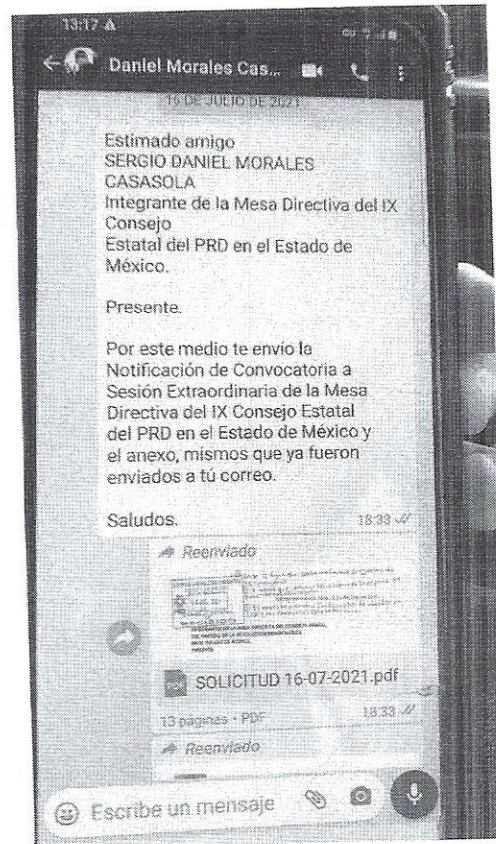 13:17
Daniel Morales Cas...
16 DE JULIO DE 2021
Estimado amigo
SERGIO DANIEL MORALES
CASASOLA
Integrante de la Mesa Directiva del IX
Consejo
Estatal del PRD en el Estado de
México.
Presente.
Por este medio te envío la
Notificación de Convocatoria a
Sesión Extraordinaria de la Mesa
Directiva del IX Consejo Estatal
del PRD en el Estado de México y
el anexo, mismos que ya fueron
enviados a tú correo.
Saludos.
18:33
Reenviado
PDF
SOLICITUD 16-07-2021.pdf
13 páginas • PDF
18:33
Reenviado
Escribe un mensaje